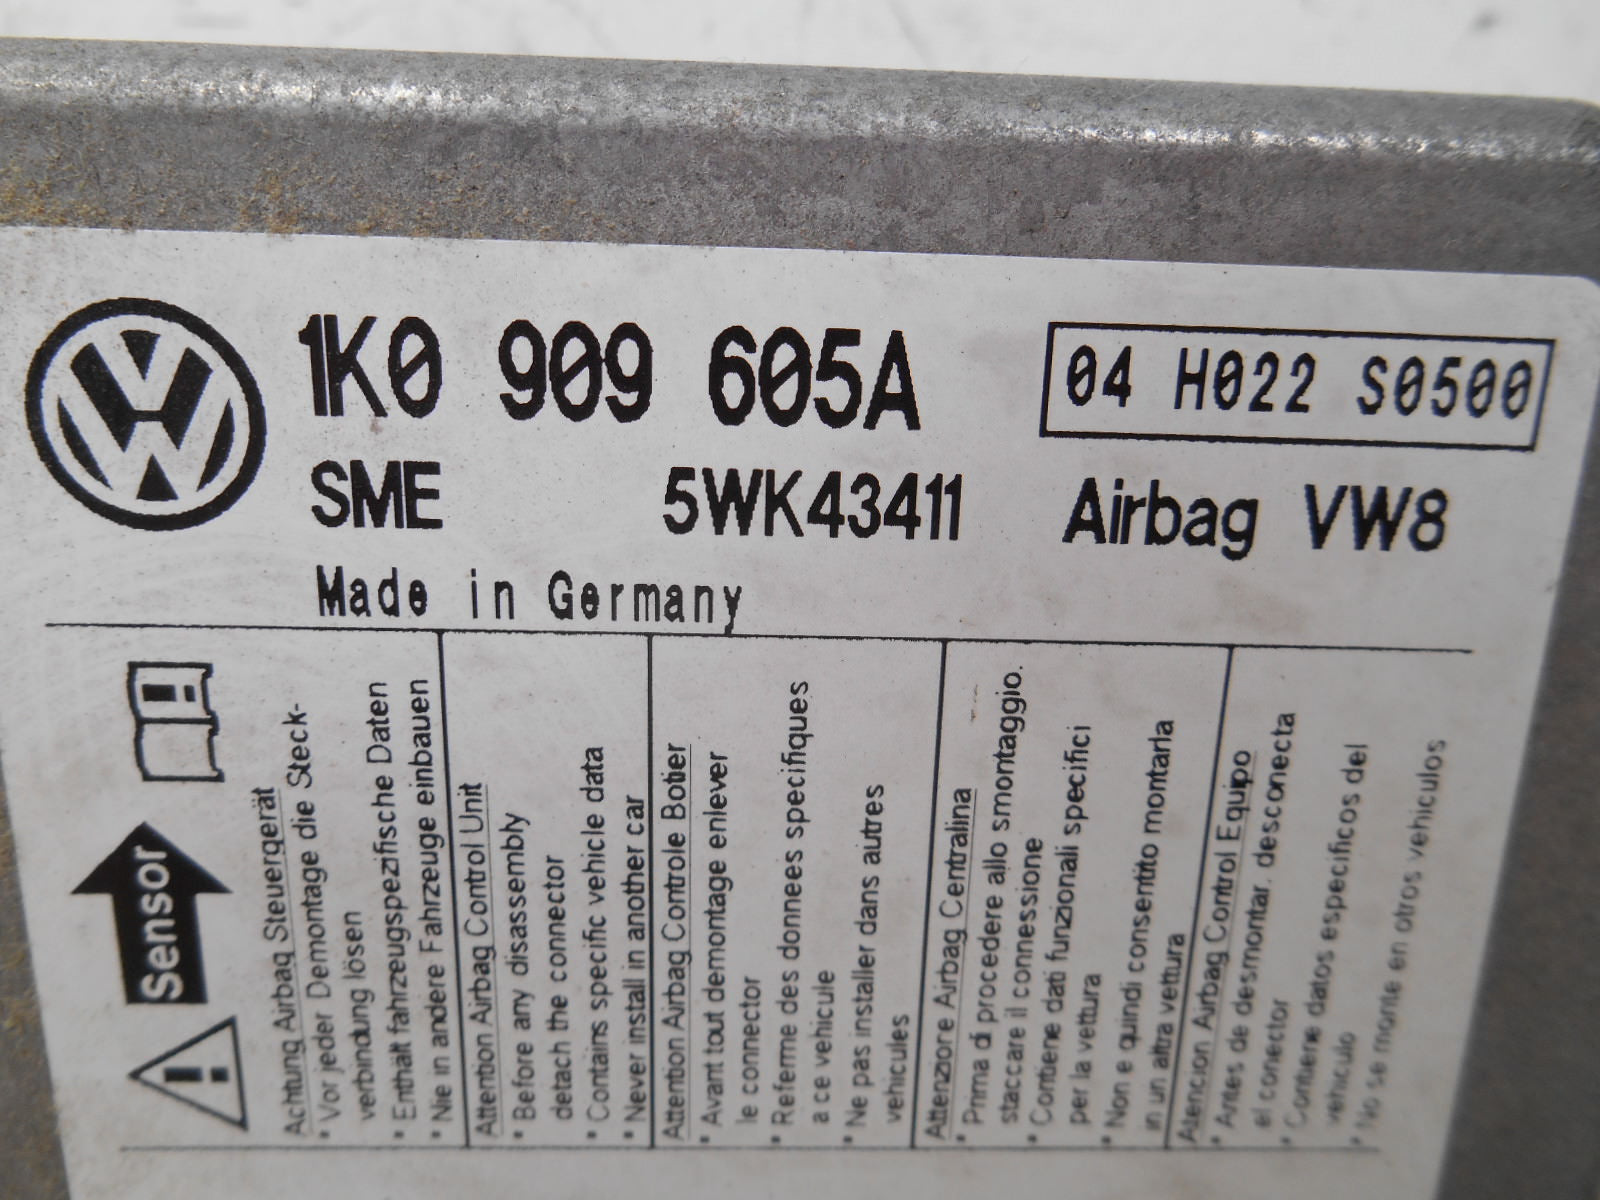 1K0 909 605A
04 H022 S0500
SME 5WK43411 Airbag VW8
Made in Germany
Sensor
Achtung Airbag Steuergerät
* Vor jeder Demontage die Steck-
verbindung lösen
* Enthält fahrzeugspezifische Daten
* Nie in andere Fahrzeuge einbauen
Attention Airbag Control Unit
* Before any disassembly
detach the connector
* Contains specific vehicle data
* Never install in another car
Attention Airbag Controle Botier
* Avant tout demontage enlever
le connector
* Referme des donnees specifiques
a ce vehicule
* Ne pas installer dans autres
vehicules
Attenzione Airbag Centralina
* Prima di procedere allo smontaggio.
staccare il connessione
* Contiene dati funzionali specifici
per la vettura
* Non e quindi consentito montarla
in un altra vettura
Atencion Airbag Control Equipo
* Antes de desmontar. desconecta
el conector
* Contiene datos especificos del
vehiculo
* No se monte en otros vehiculos